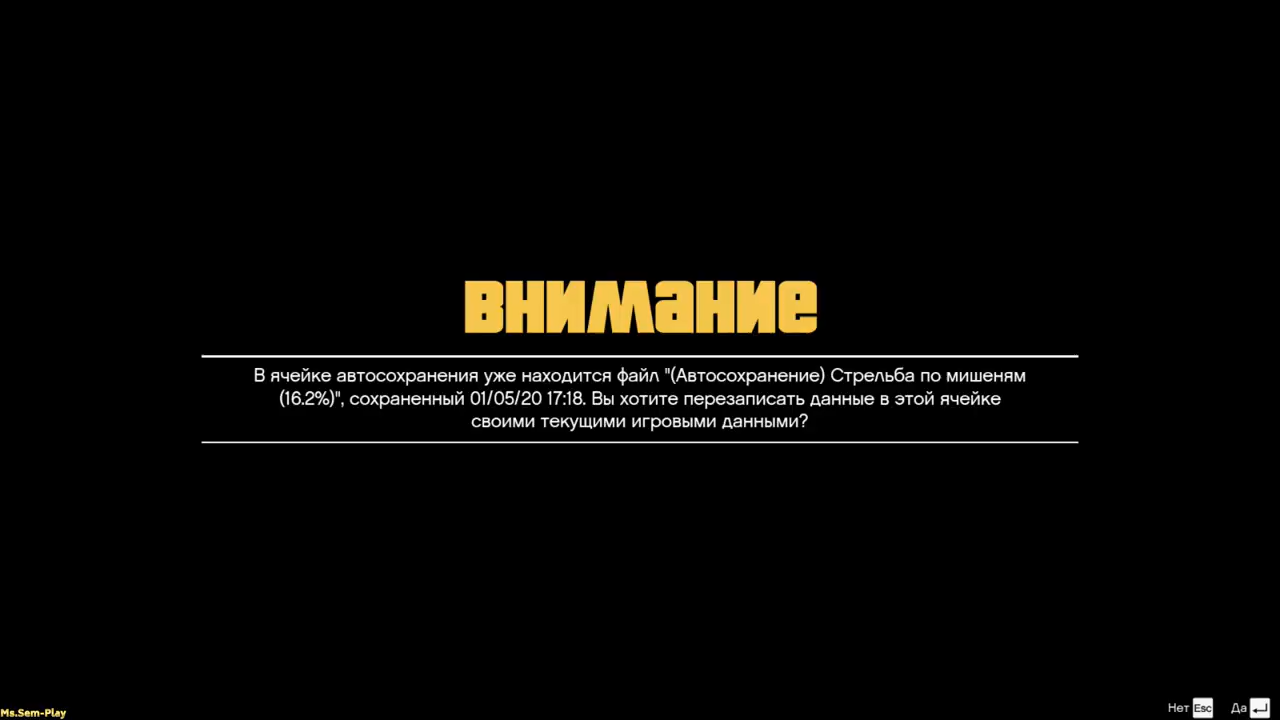 внимание
В ячейке автосохранения уже находится файл "(Автосохранение) Стрельба по мишеням
(16.2%)", сохраненный 01/05/20 17:18. Вы хотите перезаписать данные в этой ячейке
своими текущими игровыми данными?
Нет Esc Да
Ms.Sem-Play